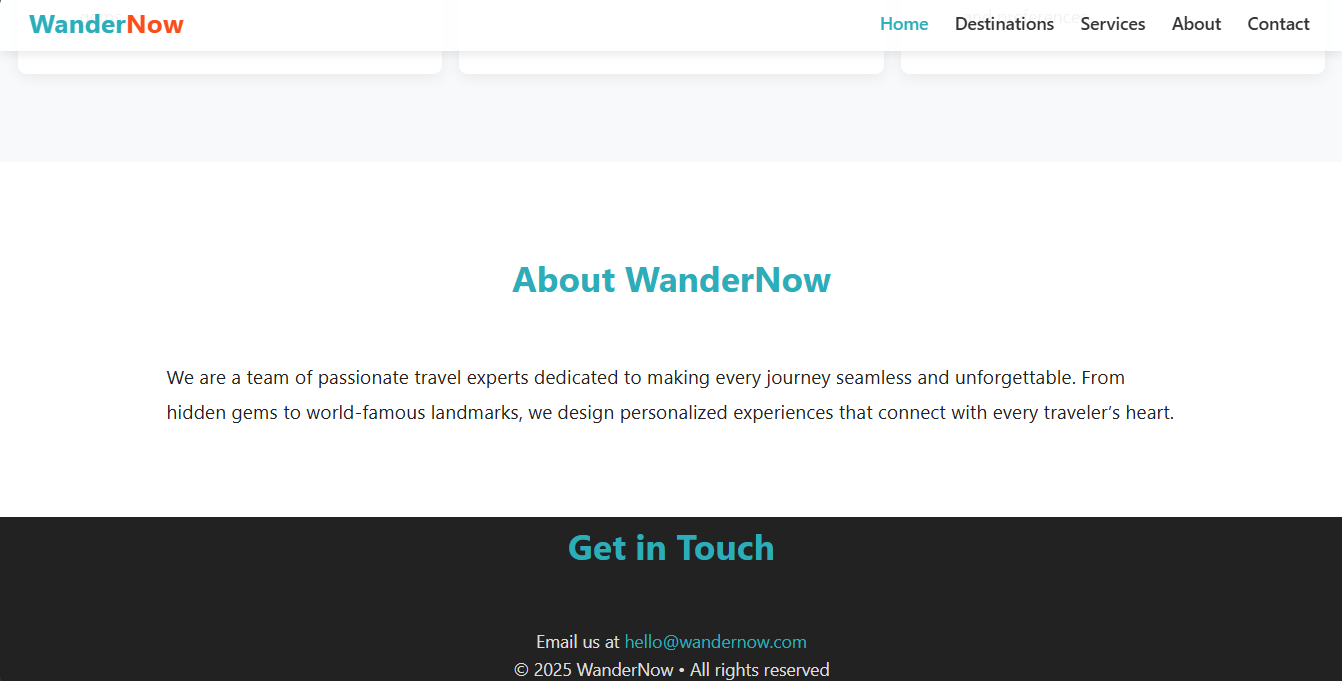 WanderNow
Home Destinations Services About Contact
About WanderNow
We are a team of passionate travel experts dedicated to making every journey seamless and unforgettable. From
hidden gems to world-famous landmarks, we design personalized experiences that connect with every traveler’s heart.
Get in Touch
Email us at hello@wandernow.com
© 2025 WanderNow • All rights reserved